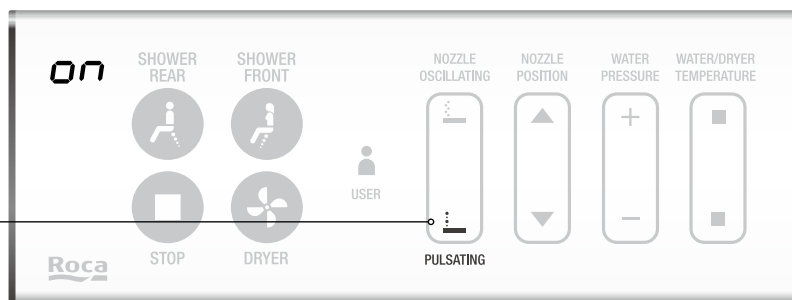 on
SHOWER
REAR
SHOWER
FRONT
NOZZLE
OSCILLATING
NOZZLE
POSITION
WATER
PRESSURE
WATER/DRYER
TEMPERATURE
USER
STOP
DRYER
PULSATING
Roca